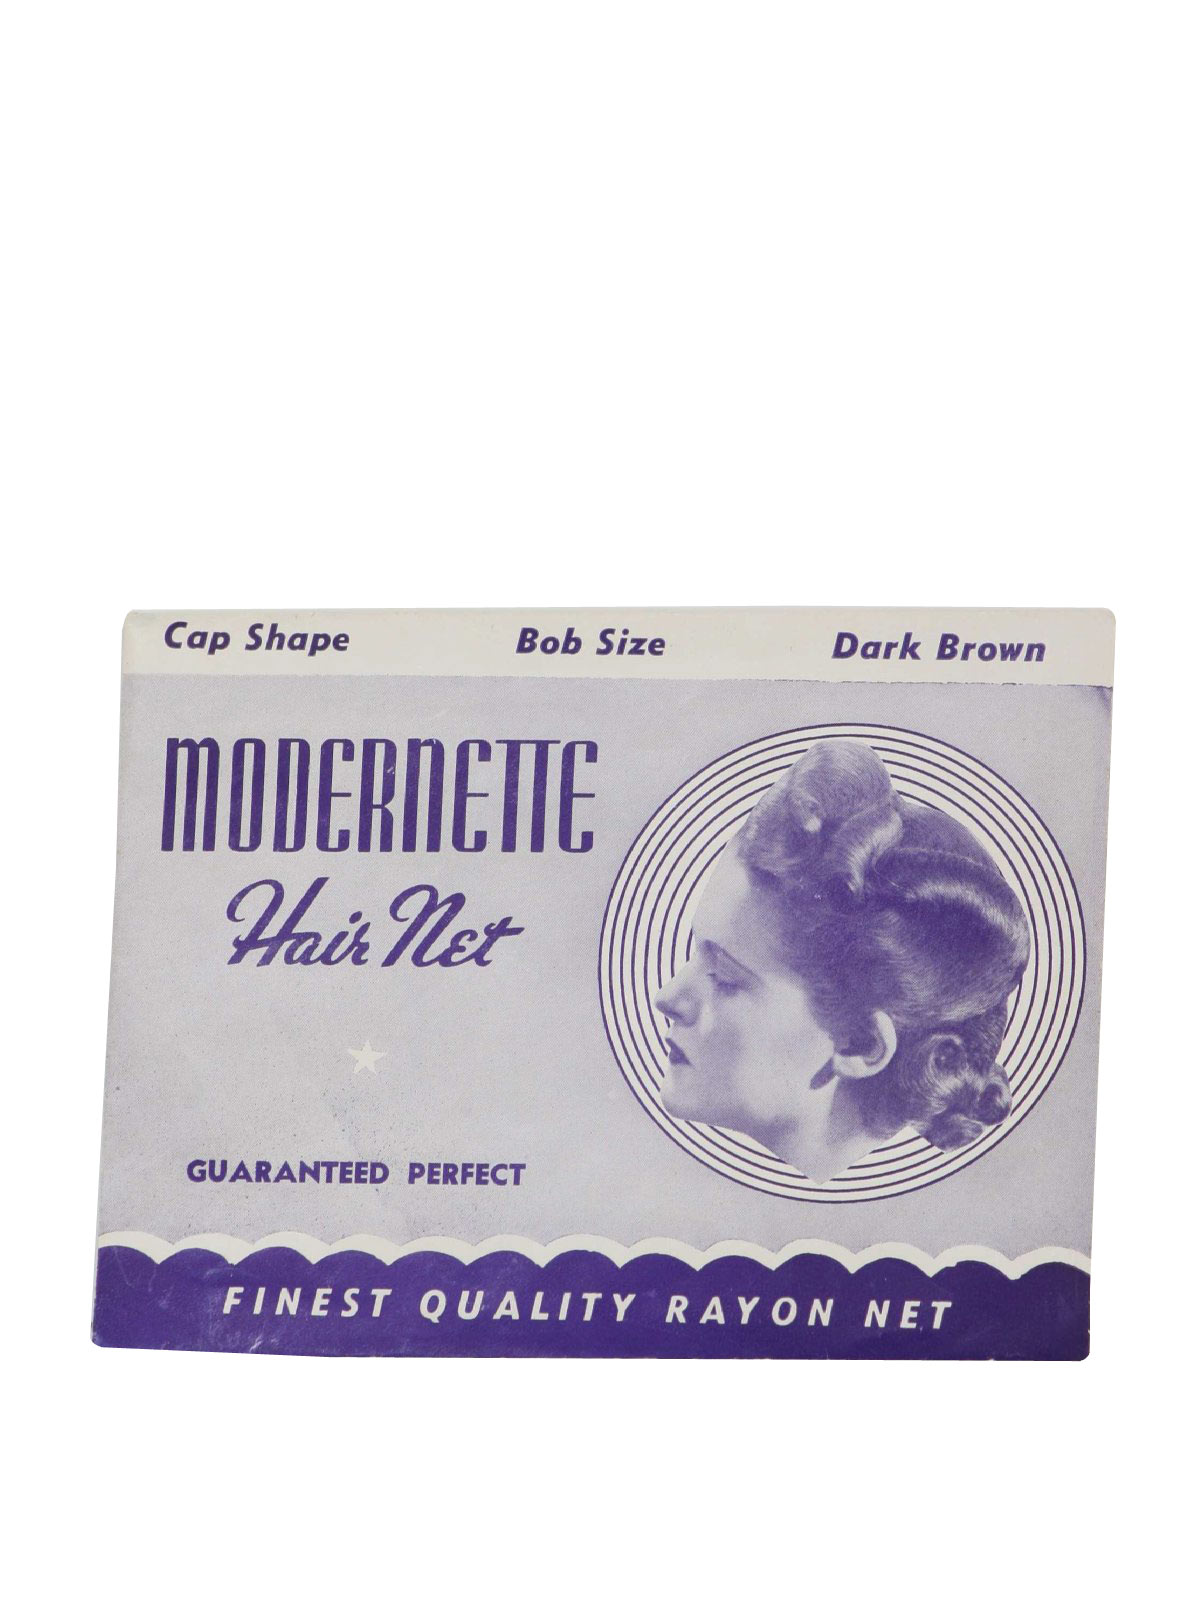 Cap Shape Bob Size Dark Brown
MODERNETTE
Hair Net
GUARANTEED PERFECT
FINEST QUALITY RAYON NET